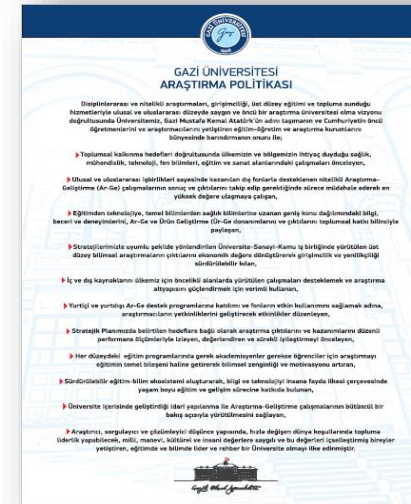 GAZİ ÜNİVERSİTESİ
GAZİ ÜNİVERSİTESİ
ARAŞTIRMA POLİTİKASI
Disiplinlerarası ve nitelikli araştırmaları, girişimciliği, üst düzey eğitimi ve topluma sunduğu
hizmetleriyle ulusal ve uluslararası düzeyde saygın ve öncü bir araştırma üniversitesi olma vizyonu
doğrultusunda Üniversitemiz, Gazi Mustafa Kemal Atatürk'ün adını taşımanın ve Cumhuriyetin öncü
öğretmenlerini ve araştırmacılarını yetiştiren eğitim-öğretim ve araştırma kurumlarını
bünyesinde barındırmanın onuru ile;
Toplumsal kalkınma hedefleri doğrultusunda ülkemizin ve bölgemizin ihtiyaç duyduğu sağlık,
mühendislik, teknoloji, fen bilimleri, eğitim ve sanat alanlarındaki çalışmaları önceleyen,
Ulusal ve uluslararası işbirlikleri sayesinde kazanılan dış fonlarla desteklenen nitelikli Araştırma-
Geliştirme (Ar-Ge) çalışmalarının sonuç ve çıktılarını takip edip gerektiğinde sürece müdahale ederek en
yüksek değere ulaşmaya çalışan,
Eğitimden teknolojiye, temel bilimlerden sağlık bilimlerine uzanan geniş konu dağılımındaki bilgi,
beceri ve deneyimlerini, Ar-Ge ve Ürün Geliştirme (Ür-Ge donanımlarını ve çıktılarını toplumsal katkı bilinciyle
paylaşan,
Stratejilerimizle uyumlu şekilde yönlendirilen Üniversite-Sanayi-Kamu iş birliğinde yürütülen üst
düzey bilimsel araştırmaların çıktılarını ekonomik değere dönüştürerek girişimcilik ve yenilikçiliği
sürdürülebilir kılan,
İç ve dış kaynaklarını ülkemiz için öncelikli alanlarda yürütülen çalışmaları desteklemek ve araştırma
altyapısını güçlendirmek için verimli kullanan,
Yurtiçi ve yurtdışı Ar-Ge destek programlarına katılımı ve fonların etkin kullanımını sağlamak adına,
araştırmacıların yetkinliklerini geliştirecek etkinlikler düzenleyen,
Stratejik Planımızda belirtilen hedeflere bağlı olarak araştırma çıktılarını ve kazanımlarını düzenli
performans ölçümleriyle izleyen, değerlendiren ve sürekli iyileştirmeyi önceleyen,
Her düzeydeki eğitim programlarında gerek akademisyenler gerekse öğrenciler için araştırmayı
eğitimin temel bileşeni haline getirerek bilimsel zenginliği ve motivasyonu artıran,
Sürdürülebilir eğitim-bilim ekosistemi oluşturarak, bilgi ve teknolojiyi insana fayda ilkesi çerçevesinde
yaşam boyu eğitim ve gelişim sürecine katkıda bulunan,
Üniversite içerisinde geliştirdiği idari yapılanma ile Araştırma-Geliştirme çalışmalarının bütüncül bir
bakış açısıyla yürütülmesini sağlayan,
Araştırıcı, sorgulayıcı ve çözümleyici düşünce yapısında, hızla değişen dünya koşullarında topluma
liderlik yapabilecek, milli, manevi, kültürel ve insani değerlere saygılı ve bu değerleri içselleştirmiş bireyler
yetiştiren, eğitimde ve bilimde lider ve rehber bir Üniversite olmayı ilke edinmiştir.